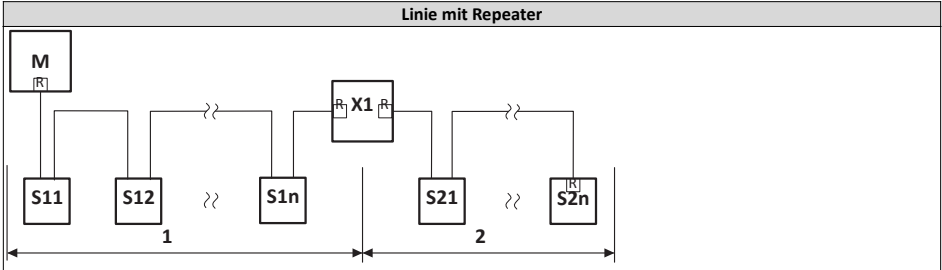 Linie mit Repeater
M
R
R X1 R
S11 S12 S1n S21 R S2n
1 2